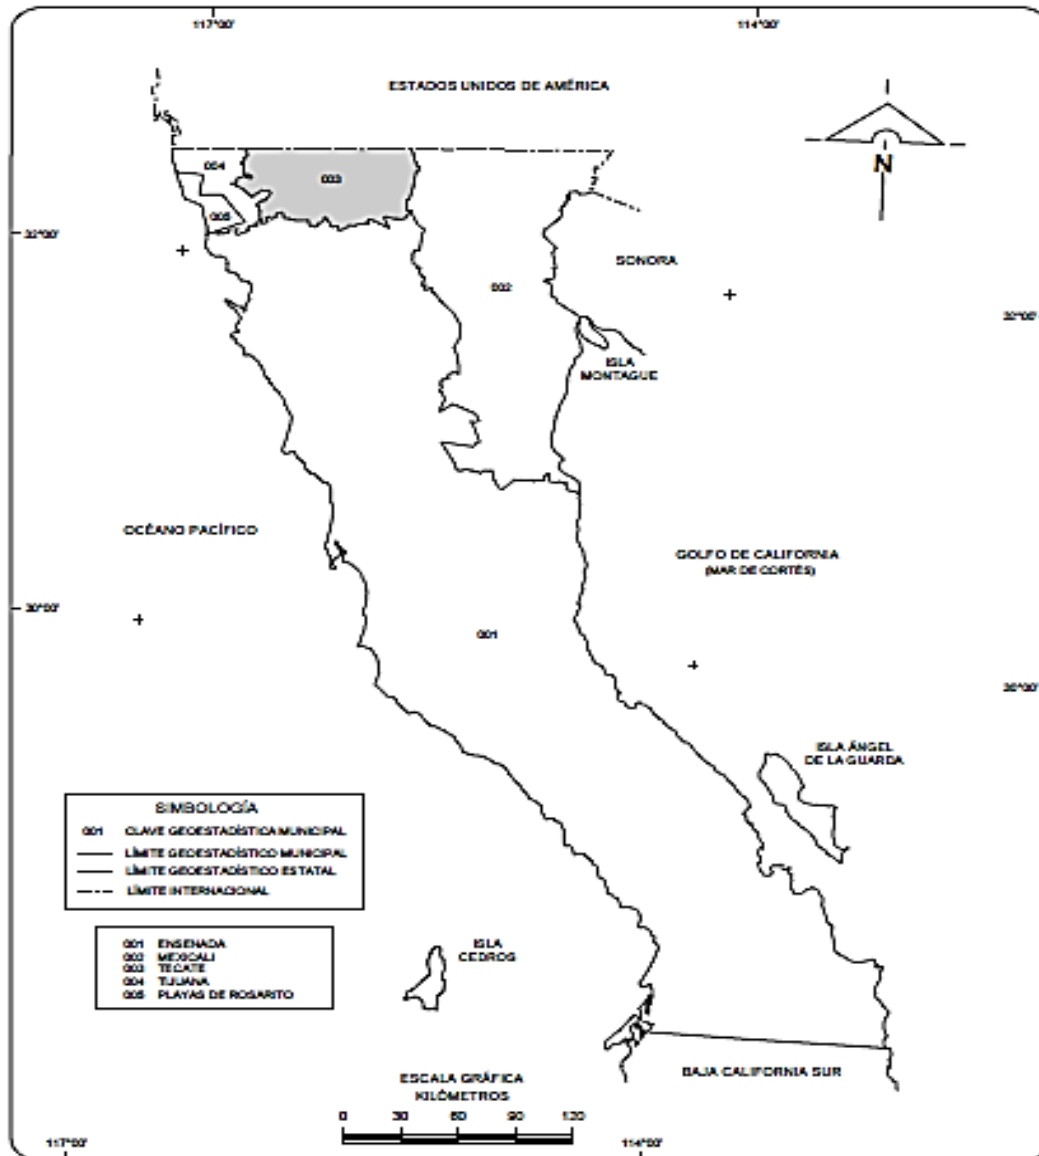 117°00'
114°00'
ESTADOS UNIDOS DE AMÉRICA
N
004
003
005
32°00'
SONORA
002
32°00'
ISLA
MONTAGUE
OCÉANO PACÍFICO
GOLFO DE CALIFORNIA
(MAR DE CORTÉS)
30°00'
001
30°00'
ISLA ÁNGEL
DE LA GUARDA
SIMBOLOGÍA
001 CLAVE GEOESTADÍSTICA MUNICIPAL
LÍMITE GEOESTADÍSTICO MUNICIPAL
LÍMITE GEOESTADÍSTICO ESTATAL
LÍMITE INTERNACIONAL
001 ENSENADA
002 MEXICALI
003 TECATE
004 TIJUANA
005 PLAYAS DE ROSARITO
ISLA
CEDROS
BAJA CALIFORNIA SUR
ESCALA GRÁFICA
KILÓMETROS
0 30 60 90 120
117°00'
114°00'